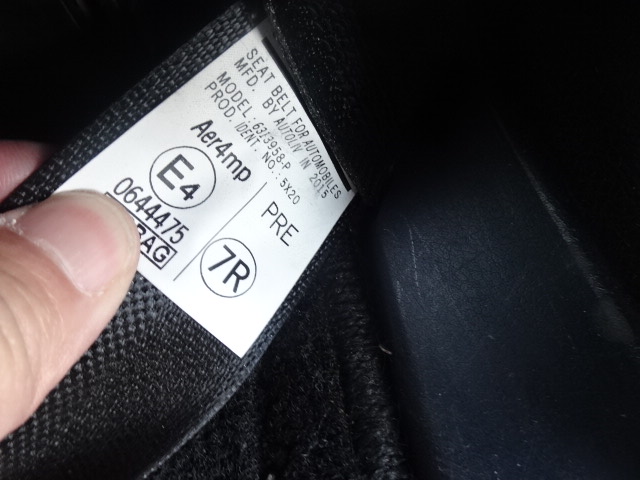 SEAT BELT FOR AUTOMOBILES
MFD. BY AUTOLIV IN 2015
MODEL: 6313958-P
PROD. IDENT. NO.: 5X20
Aer4mp
E4
0644475
PRE
7R